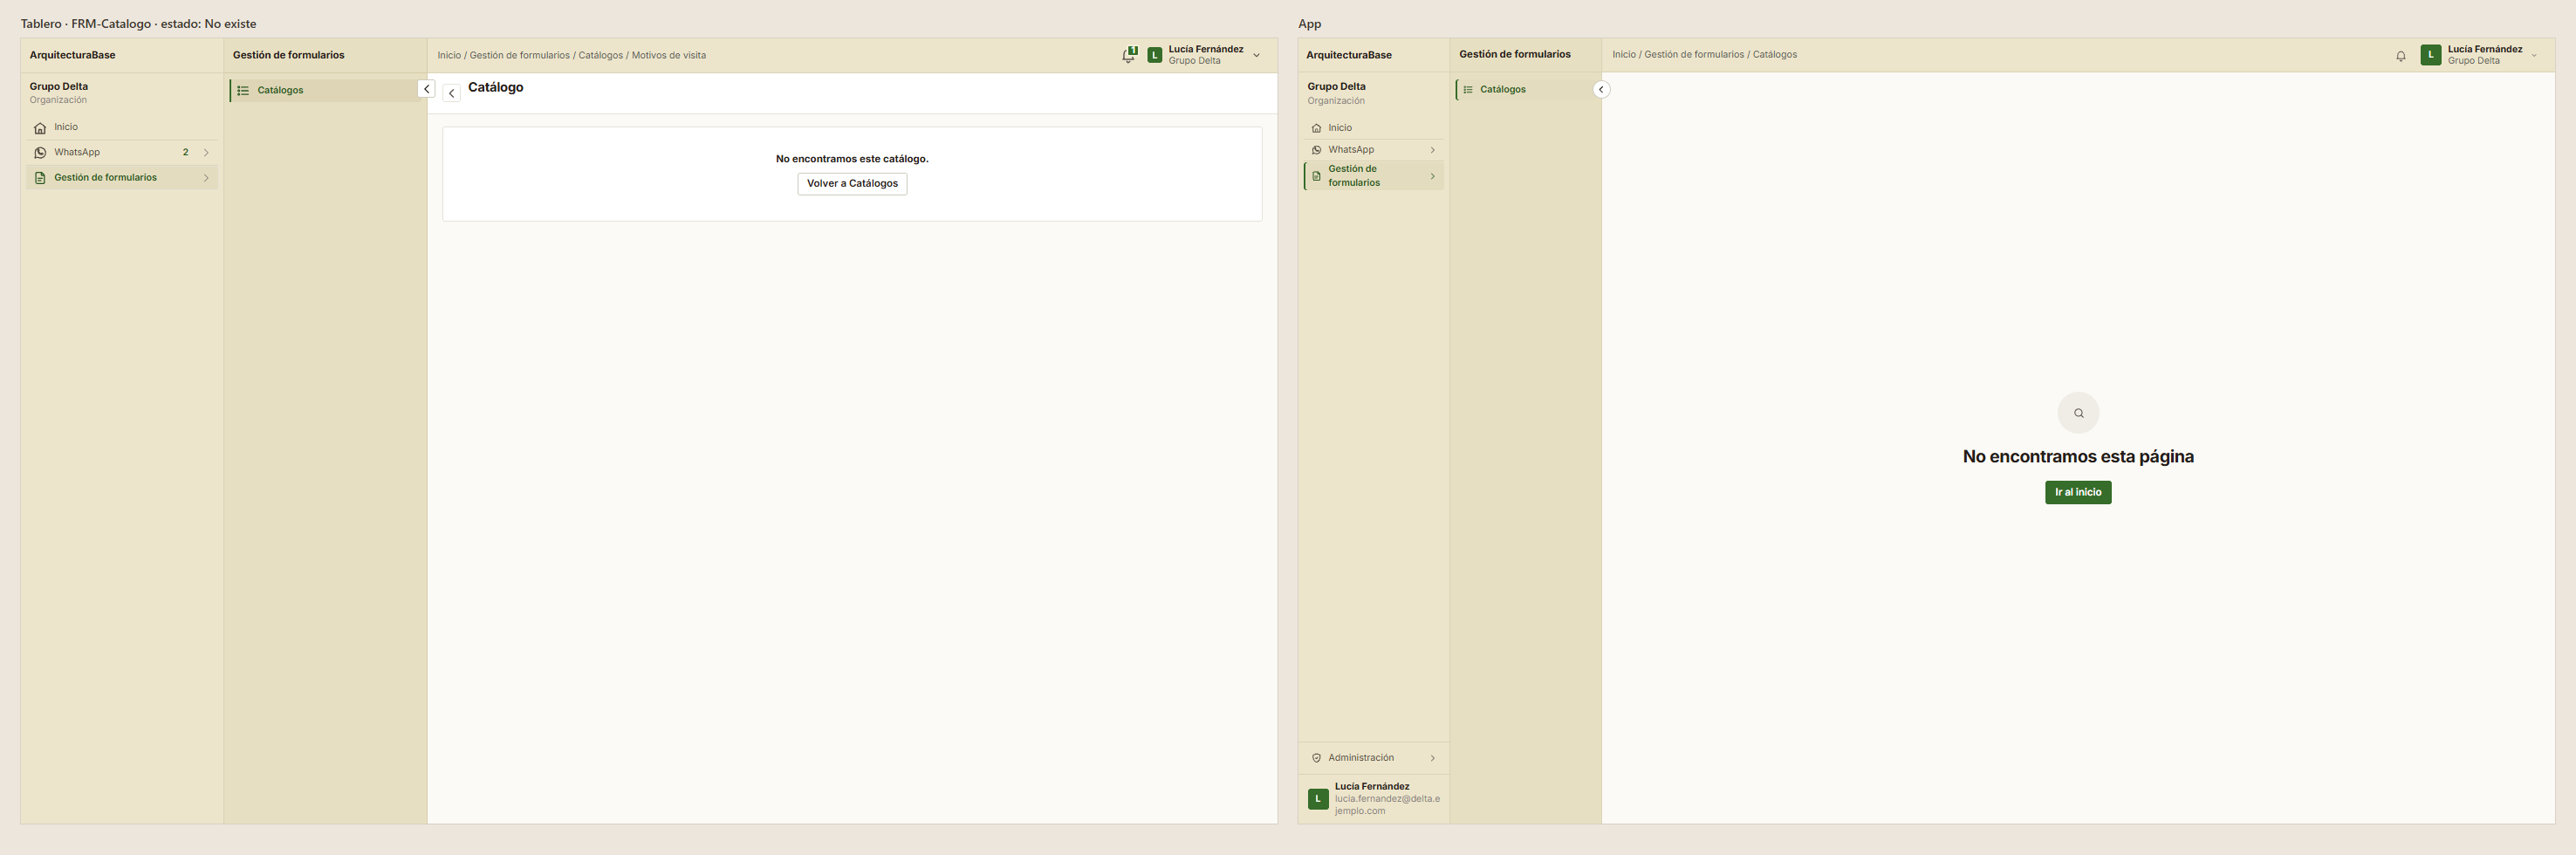 Tablero · FRM-Catalogo · estado: No existe
ArquitecturaBase
Gestión de formularios
Inicio / Gestión de formularios / Catálogos / Motivos de visita
1
L
Lucía Fernández
Grupo Delta
Grupo Delta
Organización
Inicio
WhatsApp
2
Gestión de formularios
Catálogos
Catálogo
No encontramos este catálogo.
Volver a Catálogos
App
ArquitecturaBase
Gestión de formularios
Inicio / Gestión de formularios / Catálogos
L
Lucía Fernández
Grupo Delta
Grupo Delta
Organización
Inicio
WhatsApp
Gestión de
formularios
Catálogos
No encontramos esta página
Ir al inicio
Administración
L
Lucía Fernández
lucia.fernandez@delta.e
jemplo.com